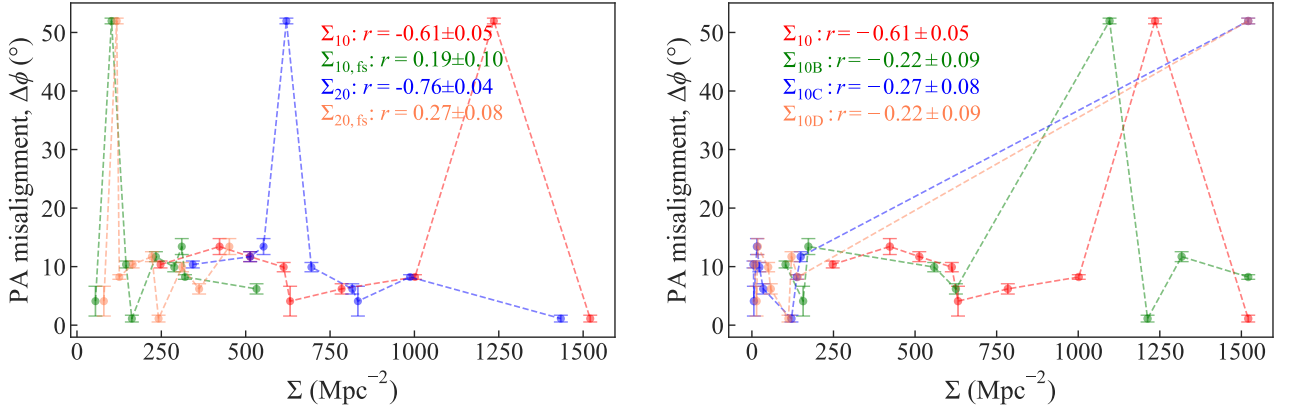 PA misalignment, Δϕ (°)
50
40
30
20
10
0
Σ₁₀: r = -0.61±0.05
Σ₁₀,fs: r = 0.19±0.10
Σ₂₀: r = -0.76±0.04
Σ₂₀,fs: r = 0.27±0.08
0 250 500 750 1000 1250 1500
Σ (Mpc⁻²)
PA misalignment, Δϕ (°)
50
40
30
20
10
0
Σ₁₀ : r = −0.61 ± 0.05
Σ₁₀B : r = −0.22 ± 0.09
Σ₁₀C : r = −0.27 ± 0.08
Σ₁₀D : r = −0.22 ± 0.09
0 250 500 750 1000 1250 1500
Σ (Mpc⁻²)